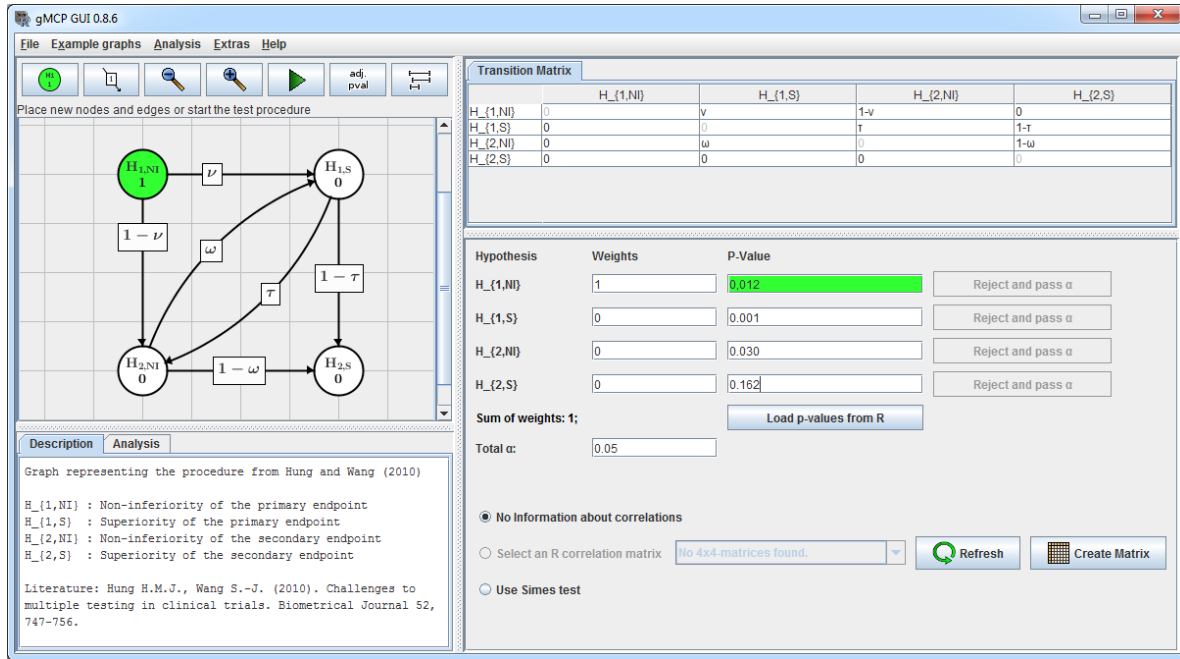 gMCP GUI 0.8.6
File Example graphs Analysis Extras Help
H1
1
1
adj.
pval
Place new nodes and edges or start the test procedure
H1,NI
1
ν
H1,S
0
1 − ν
ω
τ
1 − τ
H2,NI
0
1 − ω
H2,S
0
Description Analysis
Graph representing the procedure from Hung and Wang (2010)
H_{1,NI} : Non-inferiority of the primary endpoint
H_{1,S} : Superiority of the primary endpoint
H_{2,NI} : Non-inferiority of the secondary endpoint
H_{2,S} : Superiority of the secondary endpoint
Literature: Hung H.M.J., Wang S.-J. (2010). Challenges to
multiple testing in clinical trials. Biometrical Journal 52,
747-756.
Transition Matrix
H_{1,NI} H_{1,S} H_{2,NI} H_{2,S}
H_{1,NI} 0 ν 1-ν 0
H_{1,S} 0 0 τ 1-τ
H_{2,NI} 0 ω 0 1-ω
H_{2,S} 0 0 0 0
Hypothesis Weights P-Value
H_{1,NI} 1 0,012 Reject and pass α
H_{1,S} 0 0.001 Reject and pass α
H_{2,NI} 0 0.030 Reject and pass α
H_{2,S} 0 0.162 Reject and pass α
Sum of weights: 1; Load p-values from R
Total α: 0.05
No Information about correlations
Select an R correlation matrix No 4x4-matrices found. Refresh Create Matrix
Use Simes test